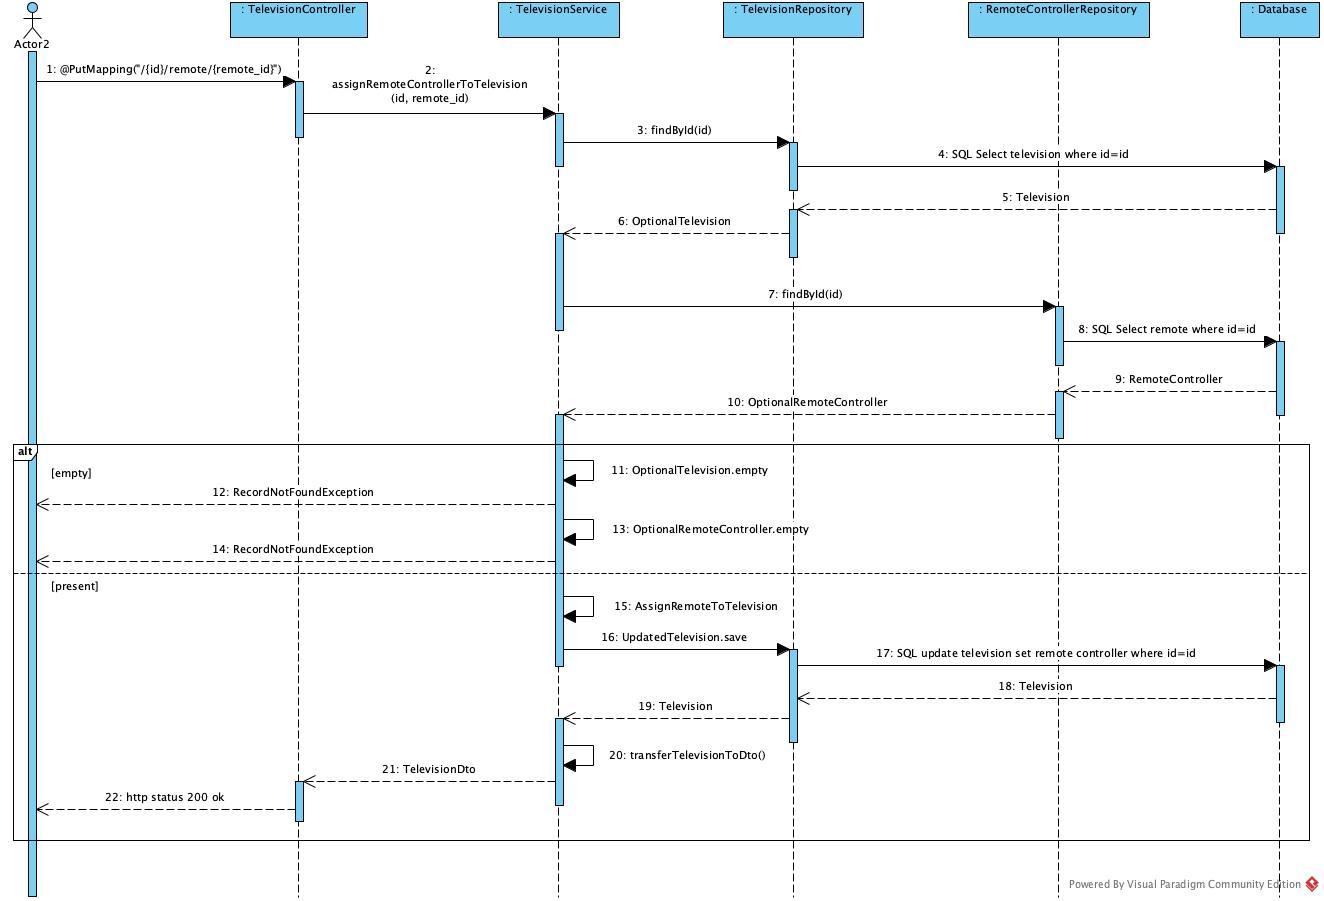 Actor2
: TelevisionController
: TelevisionService
: TelevisionRepository
: RemoteControllerRepository
: Database
1: @PutMapping("/{id}/remote/{remote_id}")
2:
assignRemoteControllerToTelevision
(id, remote_id)
3: findById(id)
4: SQL Select television where id=id
5: Television
6: OptionalTelevision
7: findById(id)
8: SQL Select remote where id=id
9: RemoteController
10: OptionalRemoteController
alt
[empty]
11: OptionalTelevision.empty
12: RecordNotFoundException
13: OptionalRemoteController.empty
14: RecordNotFoundException
[present]
15: AssignRemoteToTelevision
16: UpdatedTelevision.save
17: SQL update television set remote controller where id=id
18: Television
19: Television
20: transferTelevisionToDto()
21: TelevisionDto
22: http status 200 ok
Powered By Visual Paradigm Community Edition